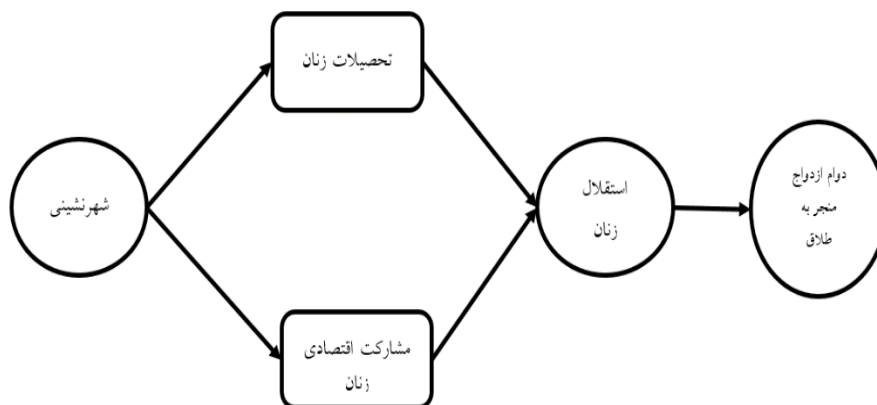 تحصیلات زنان
شهرنشینی
استقلال
زنان
دوام ازدواج
منجر به
طلاق
مشارکت اقتصادی
زنان